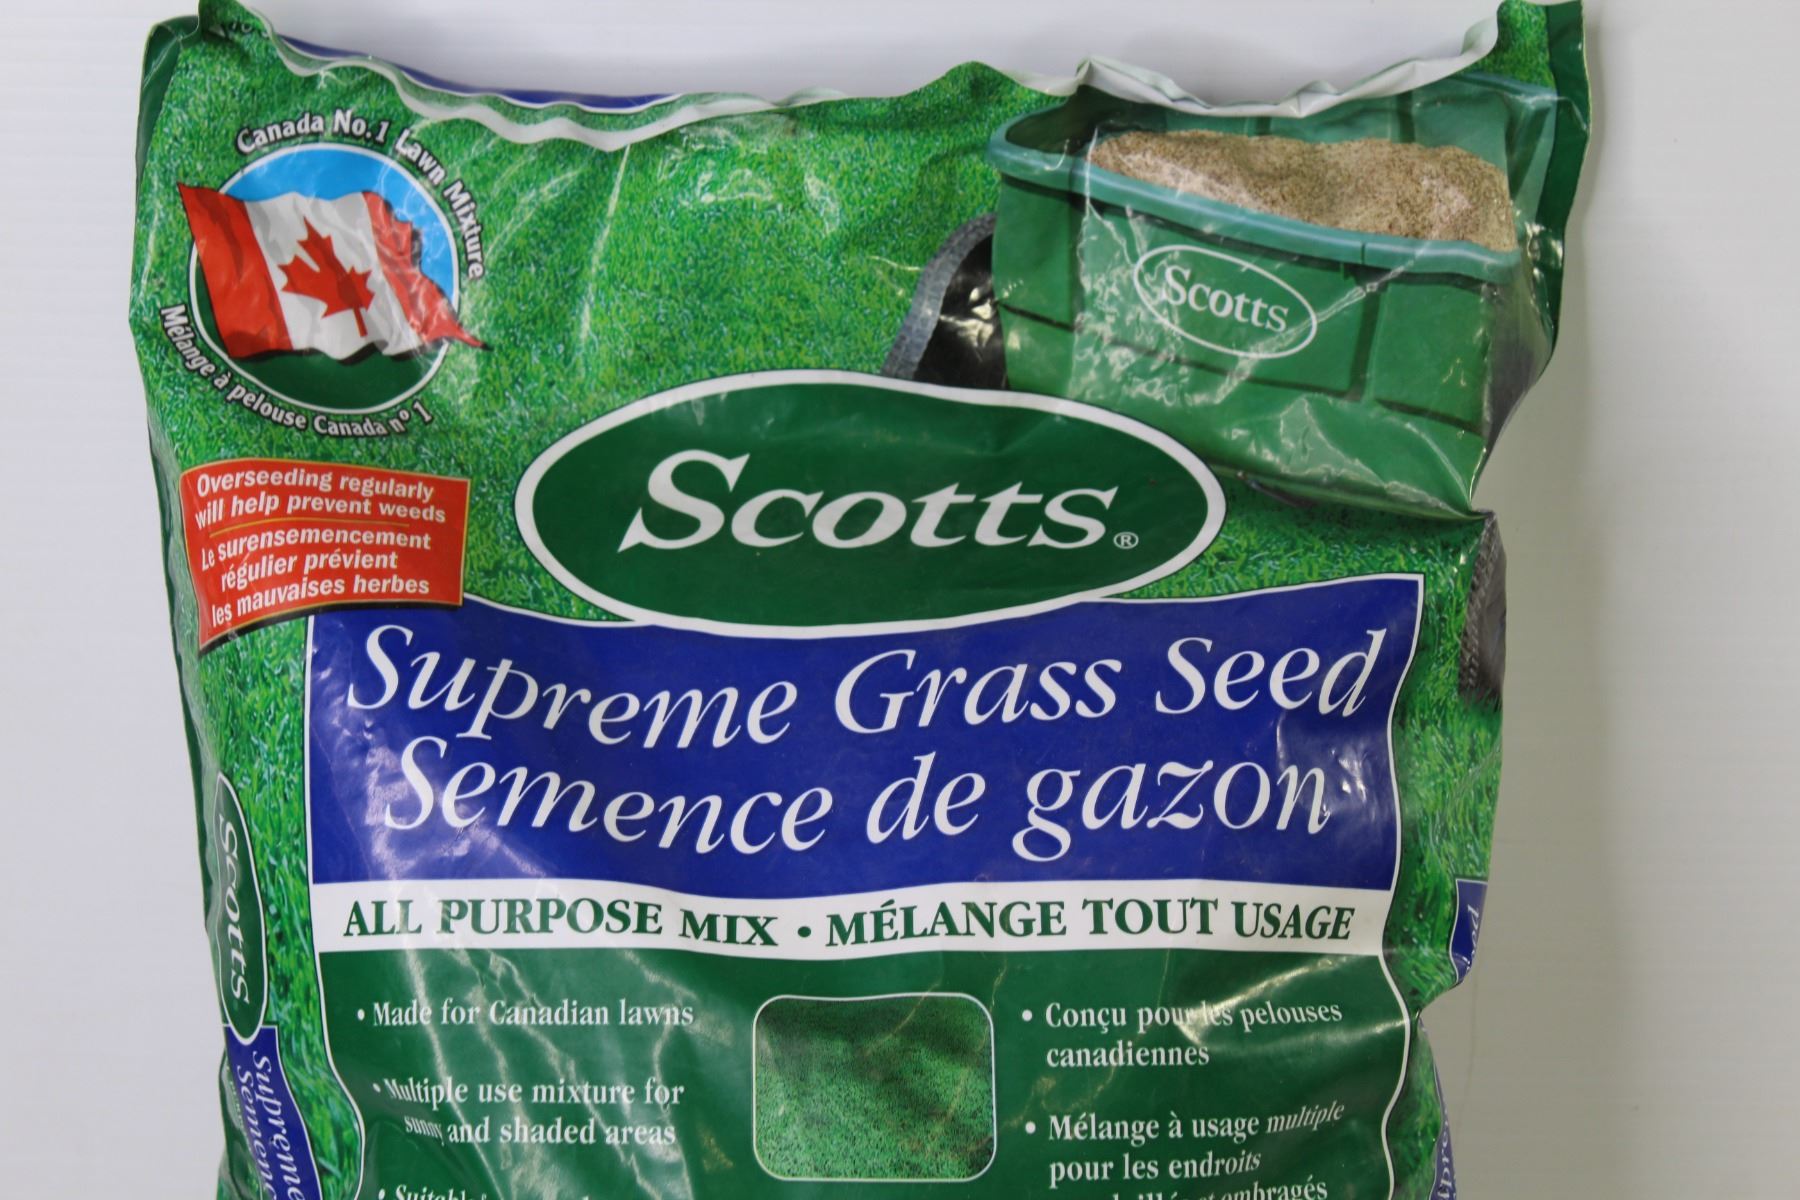 Canada No.1 Lawn Mixture
Mélange à pelouse Canada nº 1
Scotts
Overseeding regularly
will help prevent weeds
Le surensemencement
régulier prévient
les mauvaises herbes
Scotts®
Supreme Grass Seed
Semence de gazon
ALL PURPOSE MIX • MÉLANGE TOUT USAGE
• Made for Canadian lawns
• Multiple use mixture for
sunny and shaded areas
• Conçu pour les pelouses
canadiennes
• Mélange à usage multiple
pour les endroits
et ombragés
Scotts
Supreme